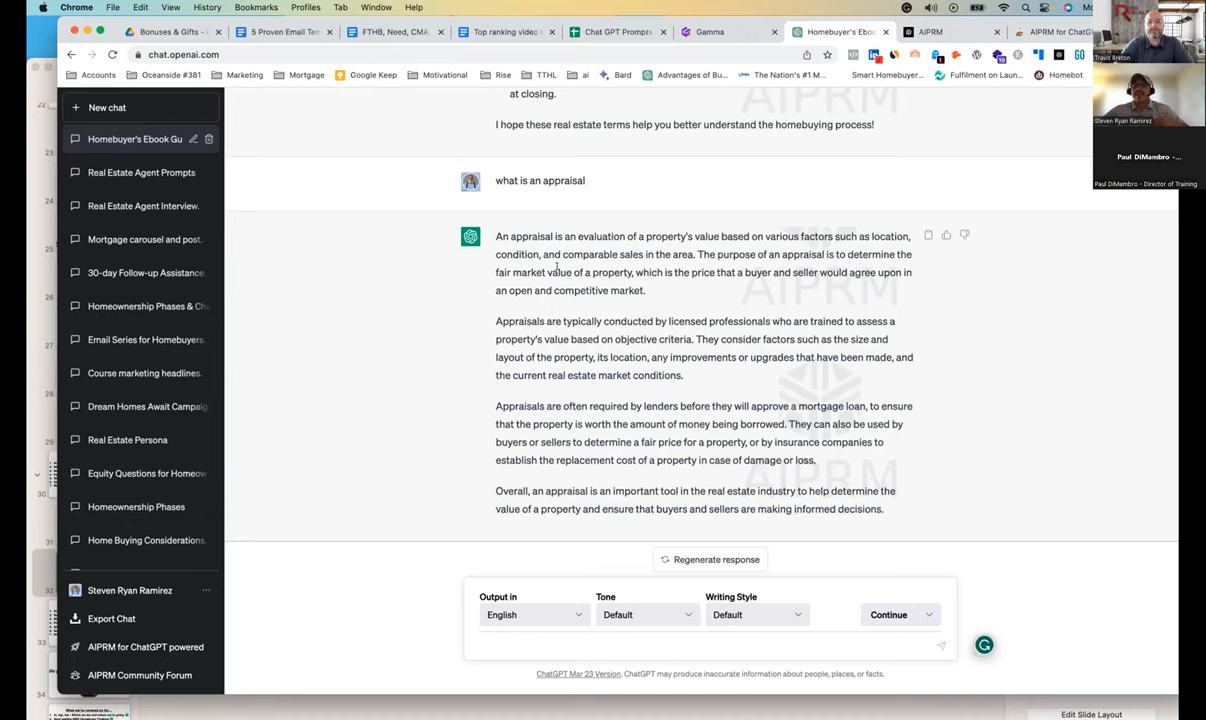 Chrome File Edit View History Bookmarks Profiles Tab Window Help
Bonuses & Gifts - G
5 Proven Email Tem
FTHB, Need, CMA,
Top ranking video
Chat GPT Prompts
Gamma
Homebuyer's Eboo
AIPRM
AIPRM for ChatG
chat.openai.com
Accounts
Oceanside #381
Marketing
Mortgage
Google Keep
Motivational
Rise
TTHL
ai
Bard
Advantages of Bu...
The Nation's #1 M...
Smart Homebuyer...
Fulfilment on Laun...
Homebot
Travis Breton
Steven Ryan Ramirez
Paul DiMambro -...
Paul DiMambro - Director of Training
New chat
Homebuyer's Ebook Gu
Real Estate Agent Prompts
Real Estate Agent Interview.
Mortgage carousel and post.
30-day Follow-up Assistance.
Homeownership Phases & Ch
Email Series for Homebuyers.
Course marketing headlines.
Dream Homes Await Campaig
Real Estate Persona
Equity Questions for Homeow
Homeownership Phases
Home Buying Considerations.
Steven Ryan Ramirez
Export Chat
AIPRM for ChatGPT powered
AIPRM Community Forum
at closing.
I hope these real estate terms help you better understand the homebuying process!
what is an appraisal
An appraisal is an evaluation of a property's value based on various factors such as location,
condition, and comparable sales in the area. The purpose of an appraisal is to determine the
fair market value of a property, which is the price that a buyer and seller would agree upon in
an open and competitive market.
Appraisals are typically conducted by licensed professionals who are trained to assess a
property's value based on objective criteria. They consider factors such as the size and
layout of the property, its location, any improvements or upgrades that have been made, and
the current real estate market conditions.
Appraisals are often required by lenders before they will approve a mortgage loan, to ensure
that the property is worth the amount of money being borrowed. They can also be used by
buyers or sellers to determine a fair price for a property, or by insurance companies to
establish the replacement cost of a property in case of damage or loss.
Overall, an appraisal is an important tool in the real estate industry to help determine the
value of a property and ensure that buyers and sellers are making informed decisions.
AIPRM
AIPRM
AIPRM
Regenerate response
Output in
Tone
Writing Style
English
Default
Default
Continue
ChatGPT Mar 23 Version. ChatGPT may produce inaccurate information about people, places, or facts.
23
24
25
26
27
28
29
30
31
32
33
34
Edit Slide Layout